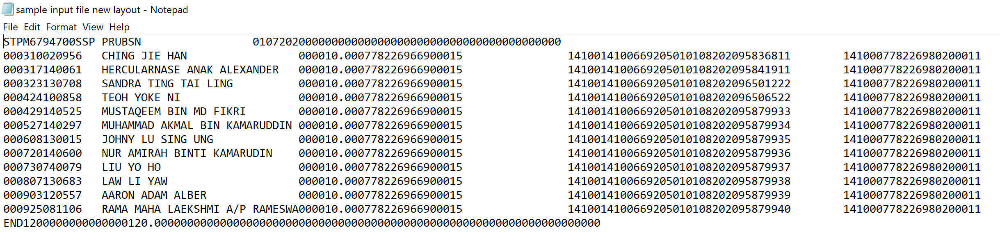 sample input file new layout - Notepad
File Edit Format View Help
STPM6794700SSP PRUBSN 01072020000000000000000000000000000000000000000
000310020956 CHING JIE HAN 000010.000778226966900015 1410014100669205010108202095836811 141000778226980200011
000317140061 HERCULARNASE ANAK ALEXANDER 000010.000778226966900015 1410014100669205010108202095841911 141000778226980200011
000323130708 SANDRA TING TAI LING 000010.000778226966900015 1410014100669205010108202096501222 141000778226980200011
000424100858 TEOH YOKE NI 000010.000778226966900015 1410014100669205010108202096506522 141000778226980200011
000429140525 MUSTAQEEM BIN MD FIKRI 000010.000778226966900015 1410014100669205010108202095879933 141000778226980200011
000527140297 MUHAMMAD AKMAL BIN KAMARUDDIN 000010.000778226966900015 1410014100669205010108202095879934 141000778226980200011
000608130015 JOHNY LU SING UNG 000010.000778226966900015 1410014100669205010108202095879935 141000778226980200011
000720140600 NUR AMIRAH BINTI KAMARUDIN 000010.000778226966900015 1410014100669205010108202095879936 141000778226980200011
000730740079 LIU YO HO 000010.000778226966900015 1410014100669205010108202095879937 141000778226980200011
000807130683 LAW LI YAW 000010.000778226966900015 1410014100669205010108202095879938 141000778226980200011
000903120557 AARON ADAM ALBER 000010.000778226966900015 1410014100669205010108202095879939 141000778226980200011
000925081106 RAMA MAHA LAEKSHMI A/P RAMESWA000010.000778226966900015 1410014100669205010108202095879940 141000778226980200011
END1200000000000000120.00000000000000000000000000000000000000000000000000000000000000000000